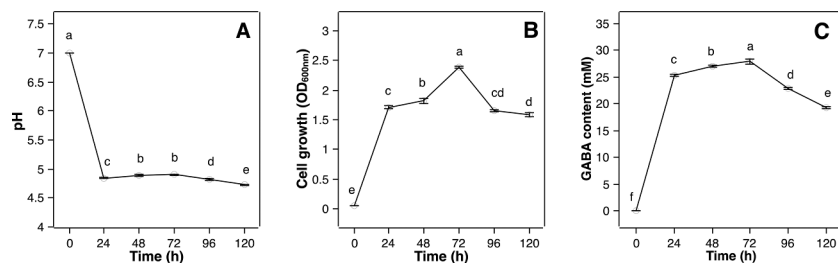 A
pH
7.5
7
6.5
6
5.5
5
4.5
4
a
c
b
b
d
e
0 24 48 72 96 120
Time (h)
B
Cell growth (OD600nm)
3
2.5
2
1.5
1
0.5
0
e
c
b
a
cd
d
0 24 48 72 96 120
Time (h)
C
GABA content (mM)
35
30
25
20
15
10
5
0
f
c
b
a
d
e
0 24 48 72 96 120
Time (h)